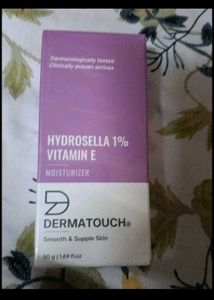 Dermatologically tested
Clinically proven actives
HYDROSELLA 1%
VITAMIN E
MOISTURIZER
DERMATOUCH®
Smooth & Supple Skin
50 g | 1.69 fl.oz